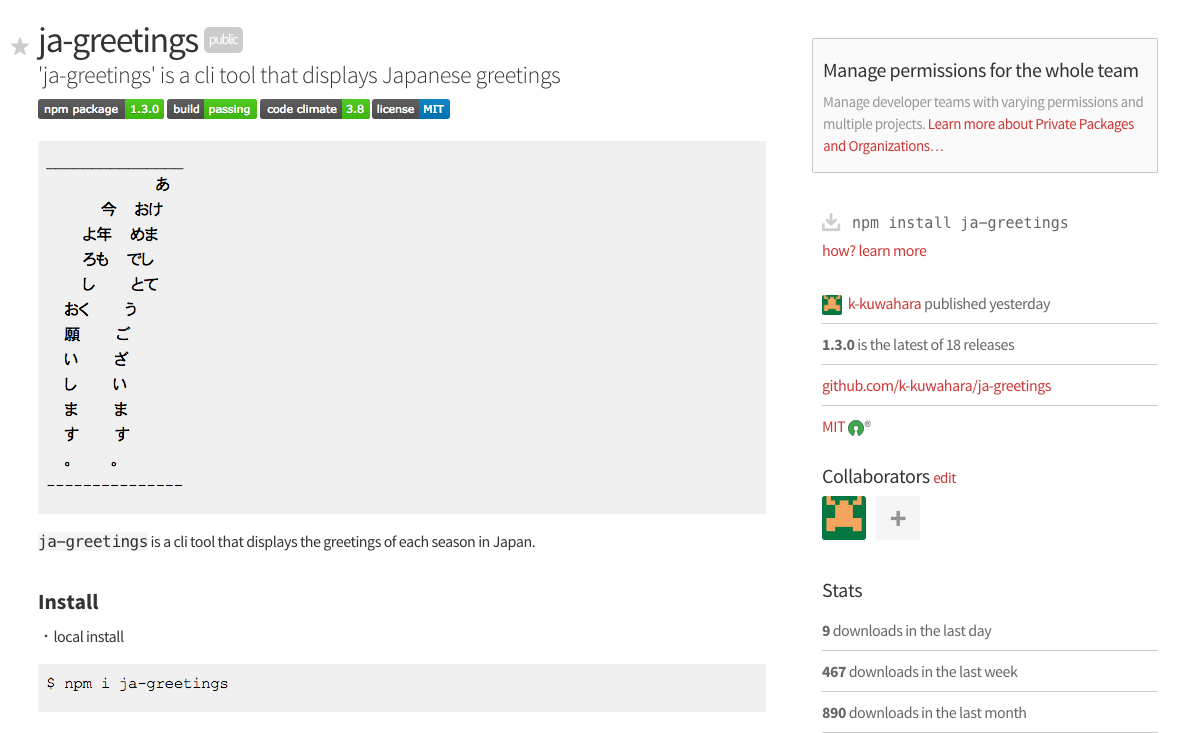 ja-greetings public
'ja-greetings' is a cli tool that displays Japanese greetings
npm package 1.3.0 build passing code climate 3.8 license MIT
_______________
あ
今 おけ
よ年 めま
ろも でし
し とて
おく う
願 ご
い ざ
し い
ま ま
す す
。 。
---------------
ja-greetings is a cli tool that displays the greetings of each season in Japan.
Install
・local install
$ npm i ja-greetings
Manage permissions for the whole team
Manage developer teams with varying permissions and
multiple projects. Learn more about Private Packages
and Organizations…
npm install ja-greetings
how? learn more
k-kuwahara published yesterday
1.3.0 is the latest of 18 releases
github.com/k-kuwahara/ja-greetings
MIT ®
Collaborators edit
+
Stats
9 downloads in the last day
467 downloads in the last week
890 downloads in the last month